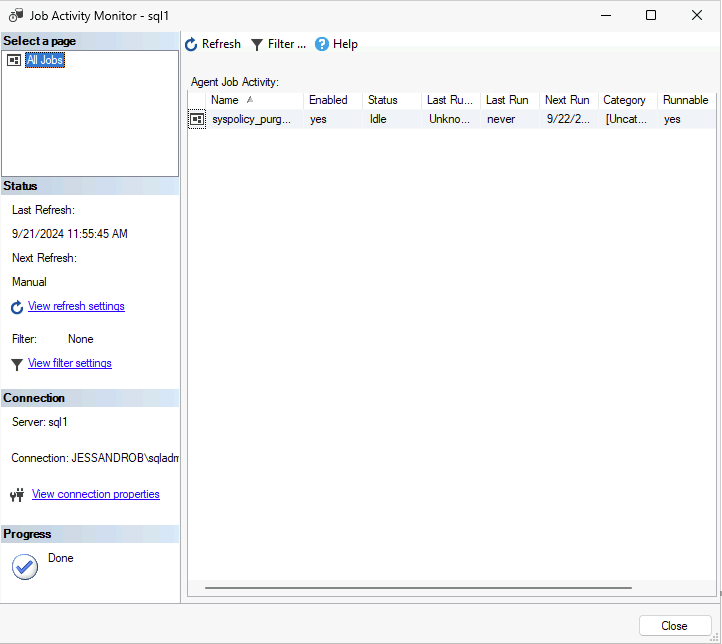 Job Activity Monitor - sql1
Select a page
All Jobs
Refresh
Filter ...
Help
Agent Job Activity:
Name Enabled Status Last Ru... Last Run Next Run Category Runnable
syspolicy_purg... yes Idle Unkno... never 9/22/2... [Uncat... yes
Status
Last Refresh:
9/21/2024 11:55:45 AM
Next Refresh:
Manual
View refresh settings
Filter: None
View filter settings
Connection
Server: sql1
Connection: JESSANDROB\sqladm
View connection properties
Progress
Done
Close